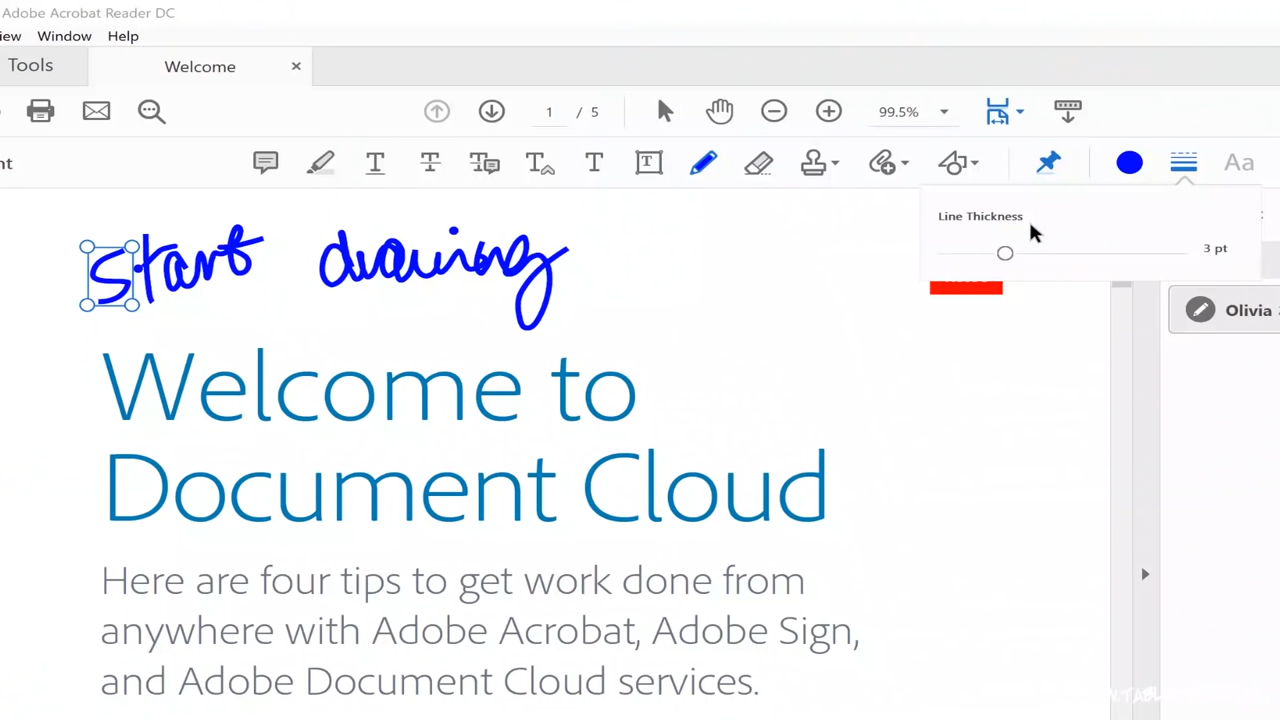 Adobe Acrobat Reader DC
iew Window Help
Tools Welcome
1 / 5 99.5%
nt Aa
Line Thickness
3 pt
start drawing
Olivia
Welcome to
Document Cloud
Here are four tips to get work done from
anywhere with Adobe Acrobat, Adobe Sign,
and Adobe Document Cloud services.